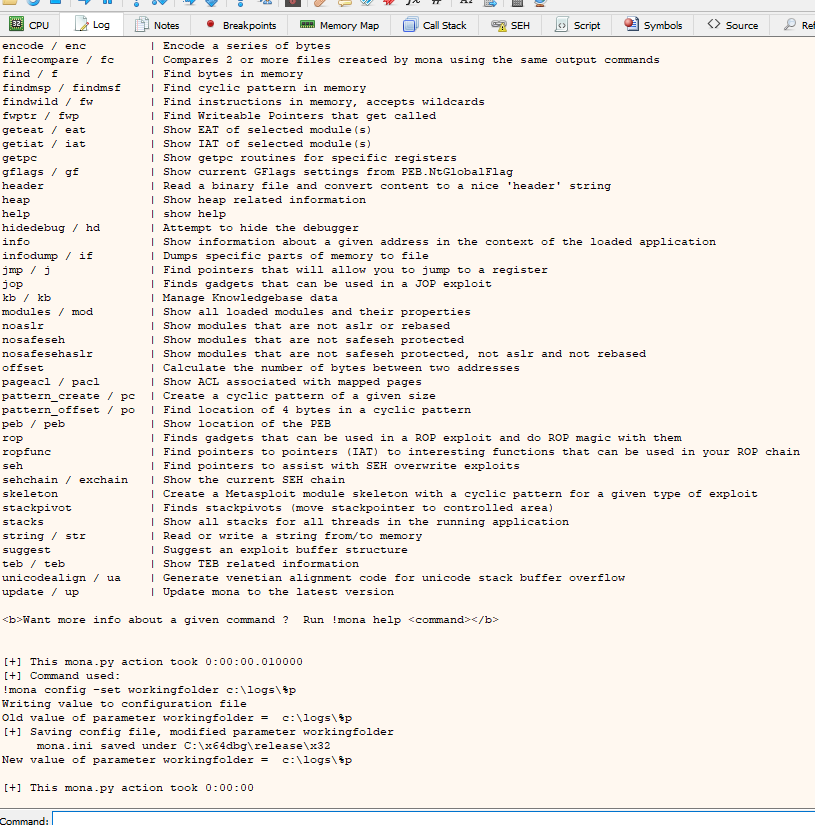 CPU Log Notes Breakpoints Memory Map Call Stack SEH Script Symbols Source Ref
encode / enc | Encode a series of bytes
filecompare / fc | Compares 2 or more files created by mona using the same output commands
find / f | Find bytes in memory
findmsp / findmsf | Find cyclic pattern in memory
findwild / fw | Find instructions in memory, accepts wildcards
fwptr / fwp | Find Writeable Pointers that get called
geteat / eat | Show EAT of selected module(s)
getiat / iat | Show IAT of selected module(s)
getpc | Show getpc routines for specific registers
gflags / gf | Show current GFlags settings from PEB.NtGlobalFlag
header | Read a binary file and convert content to a nice 'header' string
heap | Show heap related information
help | show help
hidedebug / hd | Attempt to hide the debugger
info | Show information about a given address in the context of the loaded application
infodump / if | Dumps specific parts of memory to file
jmp / j | Find pointers that will allow you to jump to a register
jop | Finds gadgets that can be used in a JOP exploit
kb / kb | Manage Knowledgebase data
modules / mod | Show all loaded modules and their properties
noaslr | Show modules that are not aslr or rebased
nosafeseh | Show modules that are not safeseh protected
nosafesehaslr | Show modules that are not safeseh protected, not aslr and not rebased
offset | Calculate the number of bytes between two addresses
pageacl / pacl | Show ACL associated with mapped pages
pattern_create / pc | Create a cyclic pattern of a given size
pattern_offset / po | Find location of 4 bytes in a cyclic pattern
peb / peb | Show location of the PEB
rop | Finds gadgets that can be used in a ROP exploit and do ROP magic with them
ropfunc | Find pointers to pointers (IAT) to interesting functions that can be used in your ROP chain
seh | Find pointers to assist with SEH overwrite exploits
sehchain / exchain | Show the current SEH chain
skeleton | Create a Metasploit module skeleton with a cyclic pattern for a given type of exploit
stackpivot | Finds stackpivots (move stackpointer to controlled area)
stacks | Show all stacks for all threads in the running application
string / str | Read or write a string from/to memory
suggest | Suggest an exploit buffer structure
teb / teb | Show TEB related information
unicodealign / ua | Generate venetian alignment code for unicode stack buffer overflow
update / up | Update mona to the latest version
<b>Want more info about a given command ?  Run !mona help <command></b>
[+] This mona.py action took 0:00:00.010000
[+] Command used:
!mona config -set workingfolder c:\logs\%p
Writing value to configuration file
Old value of parameter workingfolder =  c:\logs\%p
[+] Saving config file, modified parameter workingfolder
mona.ini saved under C:\x64dbg\release\x32
New value of parameter workingfolder =  c:\logs\%p
[+] This mona.py action took 0:00:00
Command: